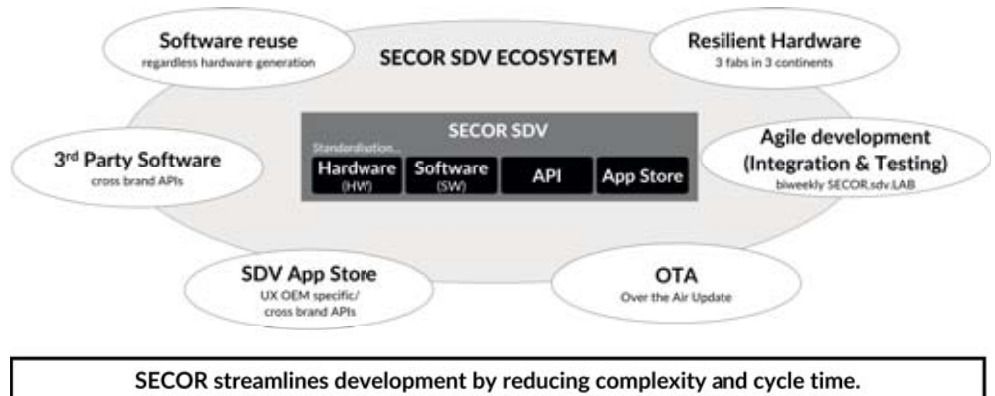 Software reuse
regardless hardware generation
SECOR SDV ECOSYSTEM
Resilient Hardware
3 fabs in 3 continents
3rd Party Software
cross brand APIs
SECOR SDV
Standardisation...
Hardware
(HW)
Software
(SW)
API
App Store
Agile development
(Integration & Testing)
biweekly SECOR.sdv.LAB
SDV App Store
UX OEM specific/
cross brand APIs
OTA
Over the Air Update
SECOR streamlines development by reducing complexity and cycle time.